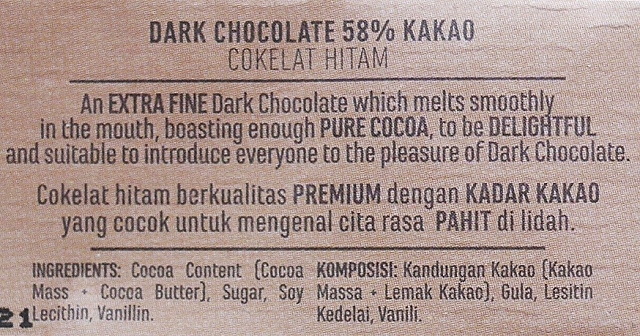 DARK CHOCOLATE 58% KAKAO
COKELAT HITAM
An EXTRA FINE Dark Chocolate which melts smoothly
in the mouth, boasting enough PURE COCOA, to be DELIGHTFUL
and suitable to introduce everyone to the pleasure of Dark Chocolate.
Cokelat hitam berkualitas PREMIUM dengan KADAR KAKAO
yang cocok untuk mengenal cita rasa PAHIT di lidah.
INGREDIENTS: Cocoa Content (Cocoa
Mass + Cocoa Butter), Sugar, Soy
Lecithin, Vanillin.
KOMPOSISI: Kandungan Kakao (Kakao
Massa + Lemak Kakao), Gula, Lesitin
Kedelai, Vanili.
21